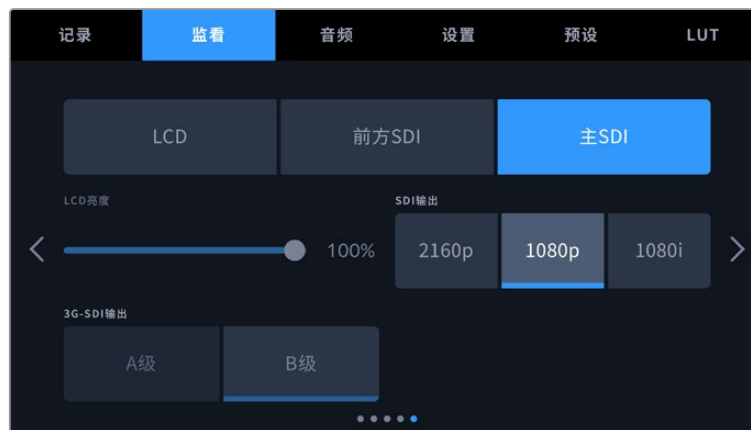 记录 监看 音频 设置 预设 LUT
LCD 前方SDI 主SDI
LCD亮度 SDI输出
100% 2160p 1080p 1080i
3G-SDI输出
A级 B级